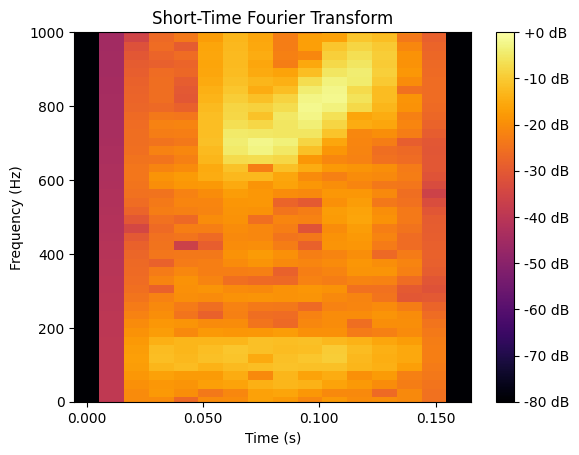 Short-Time Fourier Transform
1000
800
600
400
200
0
Frequency (Hz)
0.000
0.050
0.100
0.150
Time (s)
+0 dB
-10 dB
-20 dB
-30 dB
-40 dB
-50 dB
-60 dB
-70 dB
-80 dB